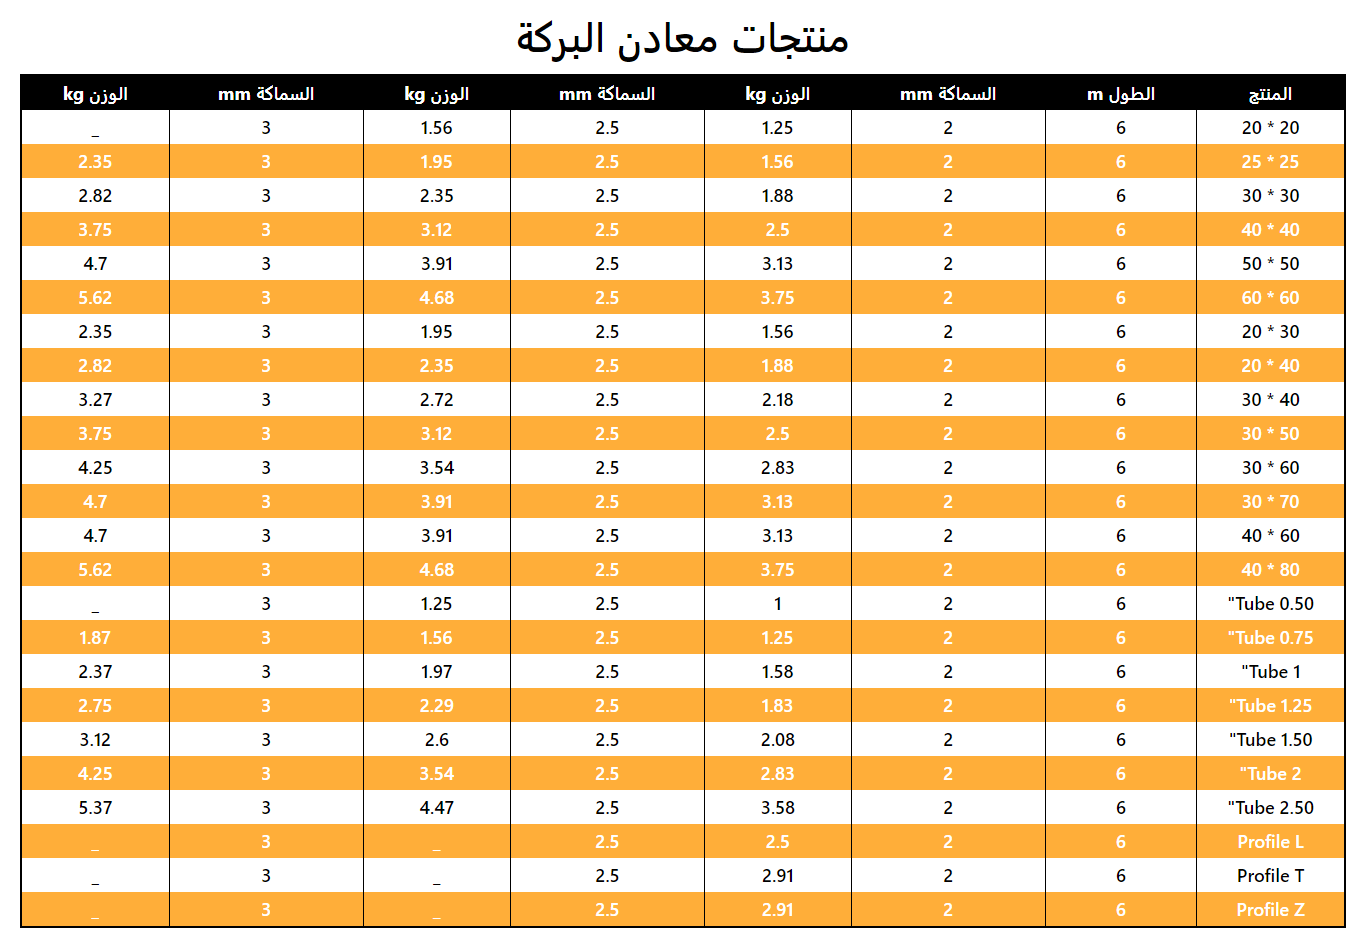 منتجات معادن البركة
المنتج الطول m السماكة mm الوزن kg السماكة mm الوزن kg السماكة mm الوزن kg
20 * 20 6 2 1.25 2.5 1.56 3 _
25 * 25 6 2 1.56 2.5 1.95 3 2.35
30 * 30 6 2 1.88 2.5 2.35 3 2.82
40 * 40 6 2 2.5 2.5 3.12 3 3.75
50 * 50 6 2 3.13 2.5 3.91 3 4.7
60 * 60 6 2 3.75 2.5 4.68 3 5.62
20 * 30 6 2 1.56 2.5 1.95 3 2.35
20 * 40 6 2 1.88 2.5 2.35 3 2.82
30 * 40 6 2 2.18 2.5 2.72 3 3.27
30 * 50 6 2 2.5 2.5 3.12 3 3.75
30 * 60 6 2 2.83 2.5 3.54 3 4.25
30 * 70 6 2 3.13 2.5 3.91 3 4.7
40 * 60 6 2 3.13 2.5 3.91 3 4.7
40 * 80 6 2 3.75 2.5 4.68 3 5.62
"Tube 0.50 6 2 1 2.5 1.25 3 _
"Tube 0.75 6 2 1.25 2.5 1.56 3 1.87
"Tube 1 6 2 1.58 2.5 1.97 3 2.37
"Tube 1.25 6 2 1.83 2.5 2.29 3 2.75
"Tube 1.50 6 2 2.08 2.5 2.6 3 3.12
"Tube 2 6 2 2.83 2.5 3.54 3 4.25
"Tube 2.50 6 2 3.58 2.5 4.47 3 5.37
Profile L 6 2 2.5 2.5 _ 3 _
Profile T 6 2 2.91 2.5 _ 3 _
Profile Z 6 2 2.91 2.5 _ 3 _